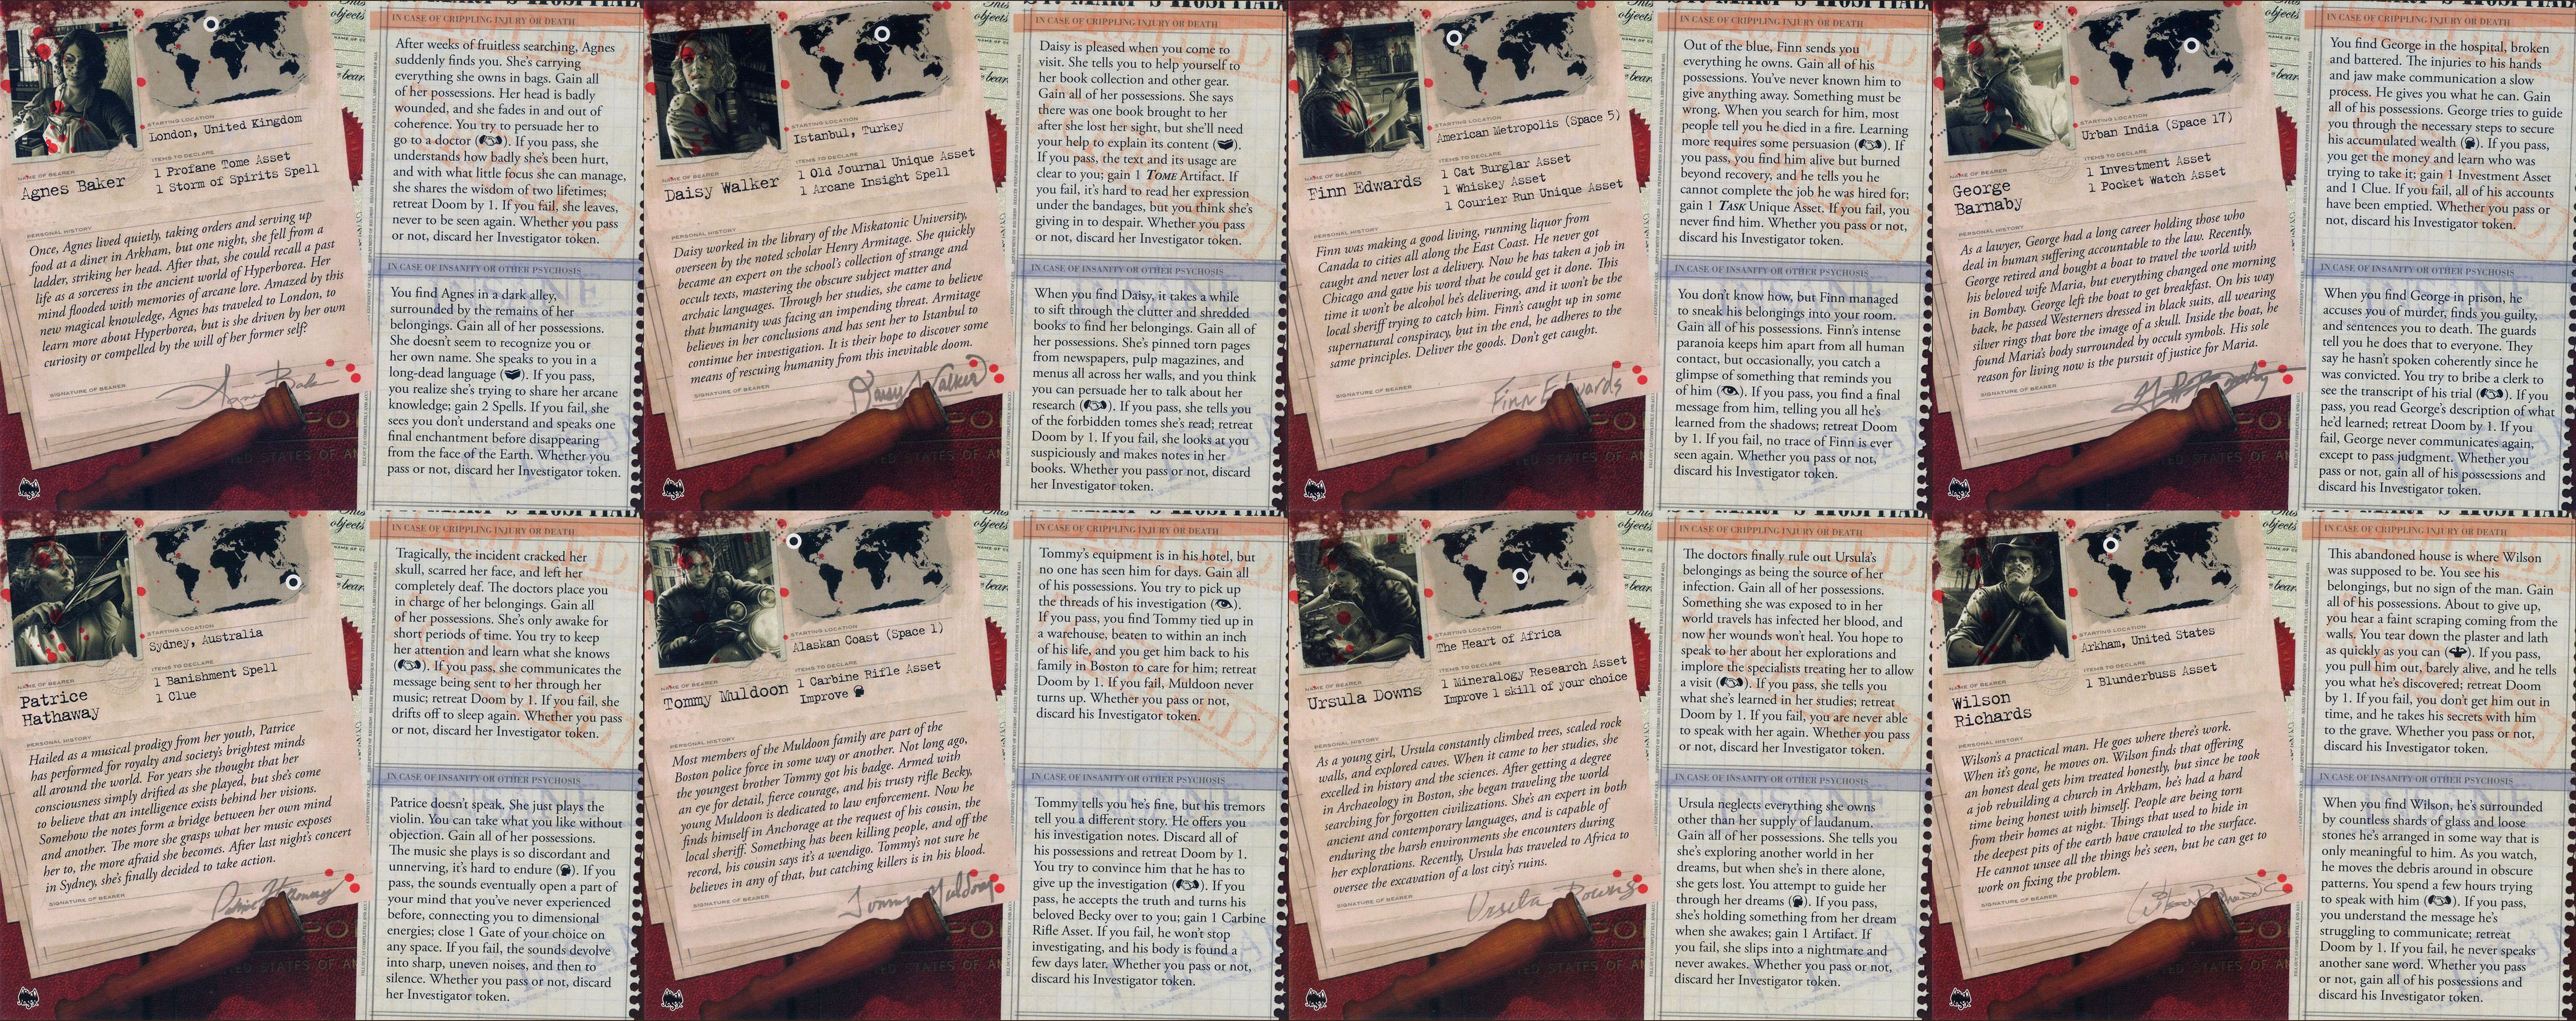 STARTING LOCATION
London, United Kingdom
ITEMS TO DECLARE
1 Profane Tome Asset
1 Storm of Spirits Spell
NAME OF BEARER
Agnes Baker
PERSONAL HISTORY
Once, Agnes lived quietly, taking orders and serving up
food at a diner in Arkham, but one night, she fell from a
ladder, striking her head. After that, she could recall a past
life as a sorceress in the ancient world of Hyperborea. Her
mind flooded with memories of arcane lore. Amazed by this
new magical knowledge, Agnes has traveled to London, to
learn more about Hyperborea, but is she driven by her own
curiosity or compelled by the will of her former self?
SIGNATURE OF BEARER
IN CASE OF CRIPPLING INJURY OR DEATH
After weeks of fruitless searching, Agnes
suddenly finds you. She's carrying
everything she owns in bags. Gain all
of her possessions. Her head is badly
wounded, and she fades in and out of
coherence. You try to persuade her to
go to a doctor ( ). If you pass, she
understands how badly she's been hurt,
and with what little focus she can manage,
she shares the wisdom of two lifetimes;
retreat Doom by 1. If you fail, she leaves,
never to be seen again. Whether you pass
or not, discard her Investigator token.
IN CASE OF INSANITY OR OTHER PSYCHOSIS
You find Agnes in a dark alley,
surrounded by the remains of her
belongings. Gain all of her possessions.
She doesn't seem to recognize you or
her own name. She speaks to you in a
long-dead language ( ). If you pass,
you realize she's trying to share her arcane
knowledge; gain 2 Spells. If you fail, she
sees you don't understand and speaks one
final enchantment before disappearing
from the face of the Earth. Whether you
pass or not, discard her Investigator token.
STARTING LOCATION
Istanbul, Turkey
ITEMS TO DECLARE
1 Old Journal Unique Asset
1 Arcane Insight Spell
NAME OF BEARER
Daisy Walker
PERSONAL HISTORY
Daisy worked in the library of the Miskatonic University,
overseen by the noted scholar Henry Armitage. She quickly
became an expert on the school's collection of strange and
occult texts, mastering the obscure subject matter and
archaic languages. Through her studies, she came to believe
that humanity was facing an impending threat. Armitage
believes in her conclusions and has sent her to Istanbul to
continue her investigation. It is their hope to discover some
means of rescuing humanity from this inevitable doom.
SIGNATURE OF BEARER
Daisy Walker
IN CASE OF CRIPPLING INJURY OR DEATH
Daisy is pleased when you come to
visit. She tells you to help yourself to
her book collection and other gear.
Gain all of her possessions. She says
there was one book brought to her
after she lost her sight, but she'll need
your help to explain its content ( ).
If you pass, the text and its usage are
clear to you; gain 1 TOME Artifact. If
you fail, it's hard to read her expression
under the bandages, but you think she's
giving in to despair. Whether you pass
or not, discard her Investigator token.
IN CASE OF INSANITY OR OTHER PSYCHOSIS
When you find Daisy, it takes a while
to sift through the clutter and shredded
books to find her belongings. Gain all of
her possessions. She's pinned torn pages
from newspapers, pulp magazines, and
menus all across her walls, and you think
you can persuade her to talk about her
research ( ). If you pass, she tells you
of the forbidden tomes she's read; retreat
Doom by 1. If you fail, she looks at you
suspiciously and makes notes in her
books. Whether you pass or not, discard
her Investigator token.
STARTING LOCATION
American Metropolis (Space 5)
ITEMS TO DECLARE
1 Cat Burglar Asset
1 Whiskey Asset
1 Courier Run Unique Asset
NAME OF BEARER
Finn Edwards
PERSONAL HISTORY
Finn was making a good living, running liquor from
Canada to cities all along the East Coast. He never got
caught and never lost a delivery. Now he has taken a job in
Chicago and gave his word that he could get it done. This
time it won't be alcohol he's delivering, and it won't be the
local sheriff trying to catch him. Finn's caught up in some
supernatural conspiracy, but in the end, he adheres to the
same principles. Deliver the goods. Don't get caught.
SIGNATURE OF BEARER
Finn Edwards
IN CASE OF CRIPPLING INJURY OR DEATH
Out of the blue, Finn sends you
everything he owns. Gain all of his
possessions. You've never known him to
give anything away. Something must be
wrong. When you search for him, most
people tell you he died in a fire. Learning
more requires some persuasion ( ). If
you pass, you find him alive but burned
beyond recovery, and he tells you he
cannot complete the job he was hired for;
gain 1 TASK Unique Asset. If you fail, you
never find him. Whether you pass or not,
discard his Investigator token.
IN CASE OF INSANITY OR OTHER PSYCHOSIS
You don't know how, but Finn managed
to sneak his belongings into your room.
Gain all of his possessions. Finn's intense
paranoia keeps him apart from all human
contact, but occasionally, you catch a
glimpse of something that reminds you
of him ( ). If you pass, you find a final
message from him, telling you all he's
learned from the shadows; retreat Doom
by 1. If you fail, no trace of Finn is ever
seen again. Whether you pass or not,
discard his Investigator token.
STARTING LOCATION
Urban India (Space 17)
ITEMS TO DECLARE
1 Investment Asset
1 Pocket Watch Asset
NAME OF BEARER
George
Barnaby
PERSONAL HISTORY
As a lawyer, George had a long career holding those who
deal in human suffering accountable to the law. Recently,
George retired and bought a boat to travel the world with
his beloved wife Maria, but everything changed one morning
in Bombay. George left the boat to get breakfast. On his way
back, he passed Westerners dressed in black suits, all wearing
silver rings that bore the image of a skull. Inside the boat, he
found Maria's body surrounded by occult symbols. His sole
reason for living now is the pursuit of justice for Maria.
SIGNATURE OF BEARER
IN CASE OF CRIPPLING INJURY OR DEATH
You find George in the hospital, broken
and battered. The injuries to his hands
and jaw make communication a slow
process. He gives you what he can. Gain
all of his possessions. George tries to guide
you through the necessary steps to secure
his accumulated wealth ( ). If you pass,
you get the money and learn who was
trying to take it; gain 1 Investment Asset
and 1 Clue. If you fail, all of his accounts
have been emptied. Whether you pass or
not, discard his Investigator token.
IN CASE OF INSANITY OR OTHER PSYCHOSIS
When you find George in prison, he
accuses you of murder, finds you guilty,
and sentences you to death. The guards
tell you he does that to everyone. They
say he hasn't spoken coherently since he
was convicted. You try to bribe a clerk to
see the transcript of his trial ( ). If you
pass, you read George's description of what
he'd learned; retreat Doom by 1. If you
fail, George never communicates again,
except to pass judgment. Whether you
pass or not, gain all of his possessions and
discard his Investigator token.
STARTING LOCATION
Sydney, Australia
ITEMS TO DECLARE
1 Banishment Spell
1 Clue
NAME OF BEARER
Patrice
Hathaway
PERSONAL HISTORY
Hailed as a musical prodigy from her youth, Patrice
has performed for royalty and society's brightest minds
all around the world. For years she thought that her
consciousness simply drifted as she played, but she's come
to believe that an intelligence exists behind her visions.
Somehow the notes form a bridge between her own mind
and another. The more she grasps what her music exposes
her to, the more afraid she becomes. After last night's concert
in Sydney, she's finally decided to take action.
SIGNATURE OF BEARER
IN CASE OF CRIPPLING INJURY OR DEATH
Tragically, the incident cracked her
skull, scarred her face, and left her
completely deaf. The doctors place you
in charge of her belongings. Gain all
of her possessions. She's only awake for
short periods of time. You try to keep
her attention and learn what she knows
( ). If you pass, she communicates the
message being sent to her through her
music; retreat Doom by 1. If you fail, she
drifts off to sleep again. Whether you pass
or not, discard her Investigator token.
IN CASE OF INSANITY OR OTHER PSYCHOSIS
Patrice doesn't speak. She just plays the
violin. You can take what you like without
objection. Gain all of her possessions.
The music she plays is so discordant and
unnerving, it's hard to endure ( ). If you
pass, the sounds eventually open a part of
your mind that you've never experienced
before, connecting you to dimensional
energies; close 1 Gate of your choice on
any space. If you fail, the sounds devolve
into sharp, uneven noises, and then to
silence. Whether you pass or not, discard
her Investigator token.
STARTING LOCATION
Alaskan Coast (Space 1)
ITEMS TO DECLARE
1 Carbine Rifle Asset
Improve
NAME OF BEARER
Tommy Muldoon
PERSONAL HISTORY
Most members of the Muldoon family are part of the
Boston police force in some way or another. Not long ago,
the youngest brother Tommy got his badge. Armed with
an eye for detail, fierce courage, and his trusty rifle Becky,
young Muldoon is dedicated to law enforcement. Now he
finds himself in Anchorage at the request of his cousin, the
local sheriff. Something has been killing people, and off the
record, his cousin says it's a wendigo. Tommy's not sure he
believes in any of that, but catching killers is in his blood.
SIGNATURE OF BEARER
Tommy Muldoon
IN CASE OF CRIPPLING INJURY OR DEATH
Tommy's equipment is in his hotel, but
no one has seen him for days. Gain all
of his possessions. You try to pick up
the threads of his investigation ( ).
If you pass, you find Tommy tied up in
a warehouse, beaten to within an inch
of his life, and you get him back to his
family in Boston to care for him; retreat
Doom by 1. If you fail, Muldoon never
turns up. Whether you pass or not,
discard his Investigator token.
IN CASE OF INSANITY OR OTHER PSYCHOSIS
Tommy tells you he's fine, but his tremors
tell you a different story. He offers you
his investigation notes. Discard all of
his possessions and retreat Doom by 1.
You try to convince him that he has to
give up the investigation ( ). If you
pass, he accepts the truth and turns his
beloved Becky over to you; gain 1 Carbine
Rifle Asset. If you fail, he won't stop
investigating, and his body is found a
few days later. Whether you pass or not,
discard his Investigator token.
STARTING LOCATION
The Heart of Africa
ITEMS TO DECLARE
1 Mineralogy Research Asset
Improve 1 skill of your choice
NAME OF BEARER
Ursula Downs
PERSONAL HISTORY
As a young girl, Ursula constantly climbed trees, scaled rock
walls, and explored caves. When it came to her studies, she
excelled in history and the sciences. After getting a degree
in Archaeology in Boston, she began traveling the world
searching for forgotten civilizations. She's an expert in both
ancient and contemporary languages, and is capable of
enduring the harsh environments she encounters during
her explorations. Recently, Ursula has traveled to Africa to
oversee the excavation of a lost city's ruins.
SIGNATURE OF BEARER
Ursula Downs
IN CASE OF CRIPPLING INJURY OR DEATH
The doctors finally rule out Ursula's
belongings as being the source of her
infection. Gain all of her possessions.
Something she was exposed to in her
world travels has infected her blood, and
now her wounds won't heal. You hope to
speak to her about her explorations and
implore the specialists treating her to allow
a visit ( ). If you pass, she tells you
what she's learned in her studies; retreat
Doom by 1. If you fail, you are never able
to speak with her again. Whether you pass
or not, discard her Investigator token.
IN CASE OF INSANITY OR OTHER PSYCHOSIS
Ursula neglects everything she owns
other than her supply of laudanum.
Gain all of her possessions. She tells you
she's exploring another world in her
dreams, but when she's in there alone,
she gets lost. You attempt to guide her
through her dreams ( ). If you pass,
she's holding something from her dream
when she awakes; gain 1 Artifact. If
you fail, she slips into a nightmare and
never awakes. Whether you pass or not,
discard her Investigator token.
STARTING LOCATION
Arkham, United States
ITEMS TO DECLARE
1 Blunderbuss Asset
NAME OF BEARER
Wilson
Richards
PERSONAL HISTORY
Wilson's a practical man. He goes where there's work.
When it's gone, he moves on. Wilson finds that offering
an honest deal gets him treated honestly, but since he took
a job rebuilding a church in Arkham, he's had a hard
time being honest with himself. People are being torn
from their homes at night. Things that used to hide in
the deepest pits of the earth have crawled to the surface.
He cannot unsee all the things he's seen, but he can get to
work on fixing the problem.
SIGNATURE OF BEARER
IN CASE OF CRIPPLING INJURY OR DEATH
This abandoned house is where Wilson
was supposed to be. You see his
belongings, but no sign of the man. Gain
all of his possessions. About to give up,
you hear a faint scraping coming from the
walls. You tear down the plaster and lath
as quickly as you can ( ). If you pass,
you pull him out, barely alive, and he tells
you what he's discovered; retreat Doom
by 1. If you fail, you don't get him out in
time, and he takes his secrets with him
to the grave. Whether you pass or not,
discard his Investigator token.
IN CASE OF INSANITY OR OTHER PSYCHOSIS
When you find Wilson, he's surrounded
by countless shards of glass and loose
stones he's arranged in some way that is
only meaningful to him. As you watch,
he moves the debris around in obscure
patterns. You spend a few hours trying
to speak with him ( ). If you pass,
you understand the message he's
struggling to communicate; retreat
Doom by 1. If you fail, he never speaks
another sane word. Whether you pass
or not, gain all of his possessions and
discard his Investigator token.